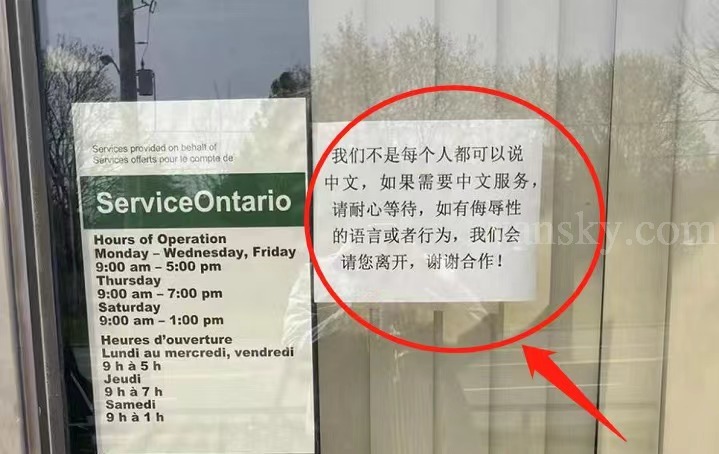 Services provided on behalf of
Services offerts pour le compte de
ServiceOntario
Hours of Operation
Monday – Wednesday, Friday
9:00 am – 5:00 pm
Thursday
9:00 am – 7:00 pm
Saturday
9:00 am – 1:00 pm
Heures d'ouverture
Lundi au mercredi, vendredi
9 h à 5 h
Jeudi
9 h à 7 h
Samedi
9 h à 1 h
我们不是每个人都可以说
中文，如果需要中文服务，
请耐心等待，如有侮辱性
的语言或者行为，我们会
请您离开，谢谢合作！
nsky.com